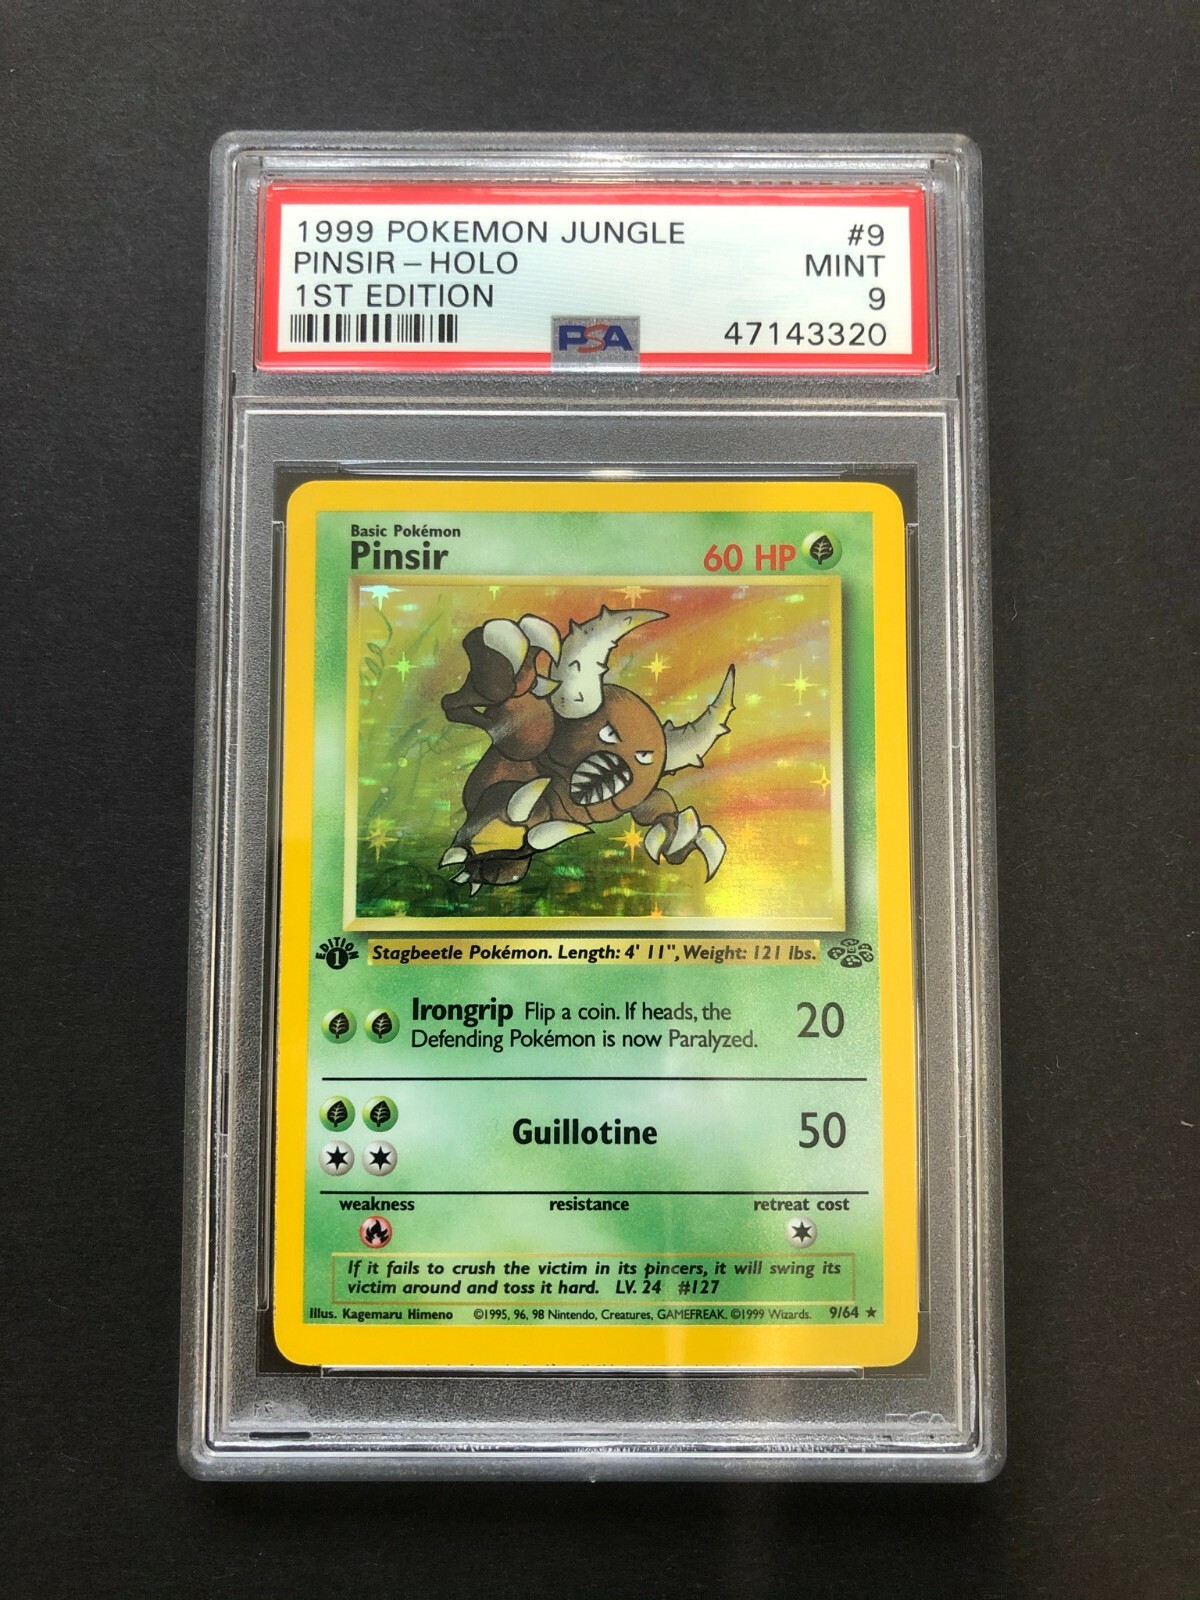 1999 POKEMON JUNGLE #9
PINSIR - HOLO MINT
1ST EDITION 9
PSA 47143320
Basic Pokémon
Pinsir 60 HP
EDITION 1
Stagbeetle Pokémon. Length: 4' 11", Weight: 121 lbs.
Irongrip Flip a coin. If heads, the
Defending Pokémon is now Paralyzed. 20
Guillotine 50
weakness resistance retreat cost
If it fails to crush the victim in its pincers, it will swing its
victim around and toss it hard. LV. 24 #127
Illus. Kagemaru Himeno ©1995, 96, 98 Nintendo, Creatures, GAMEFREAK. ©1999 Wizards. 9/64 ★